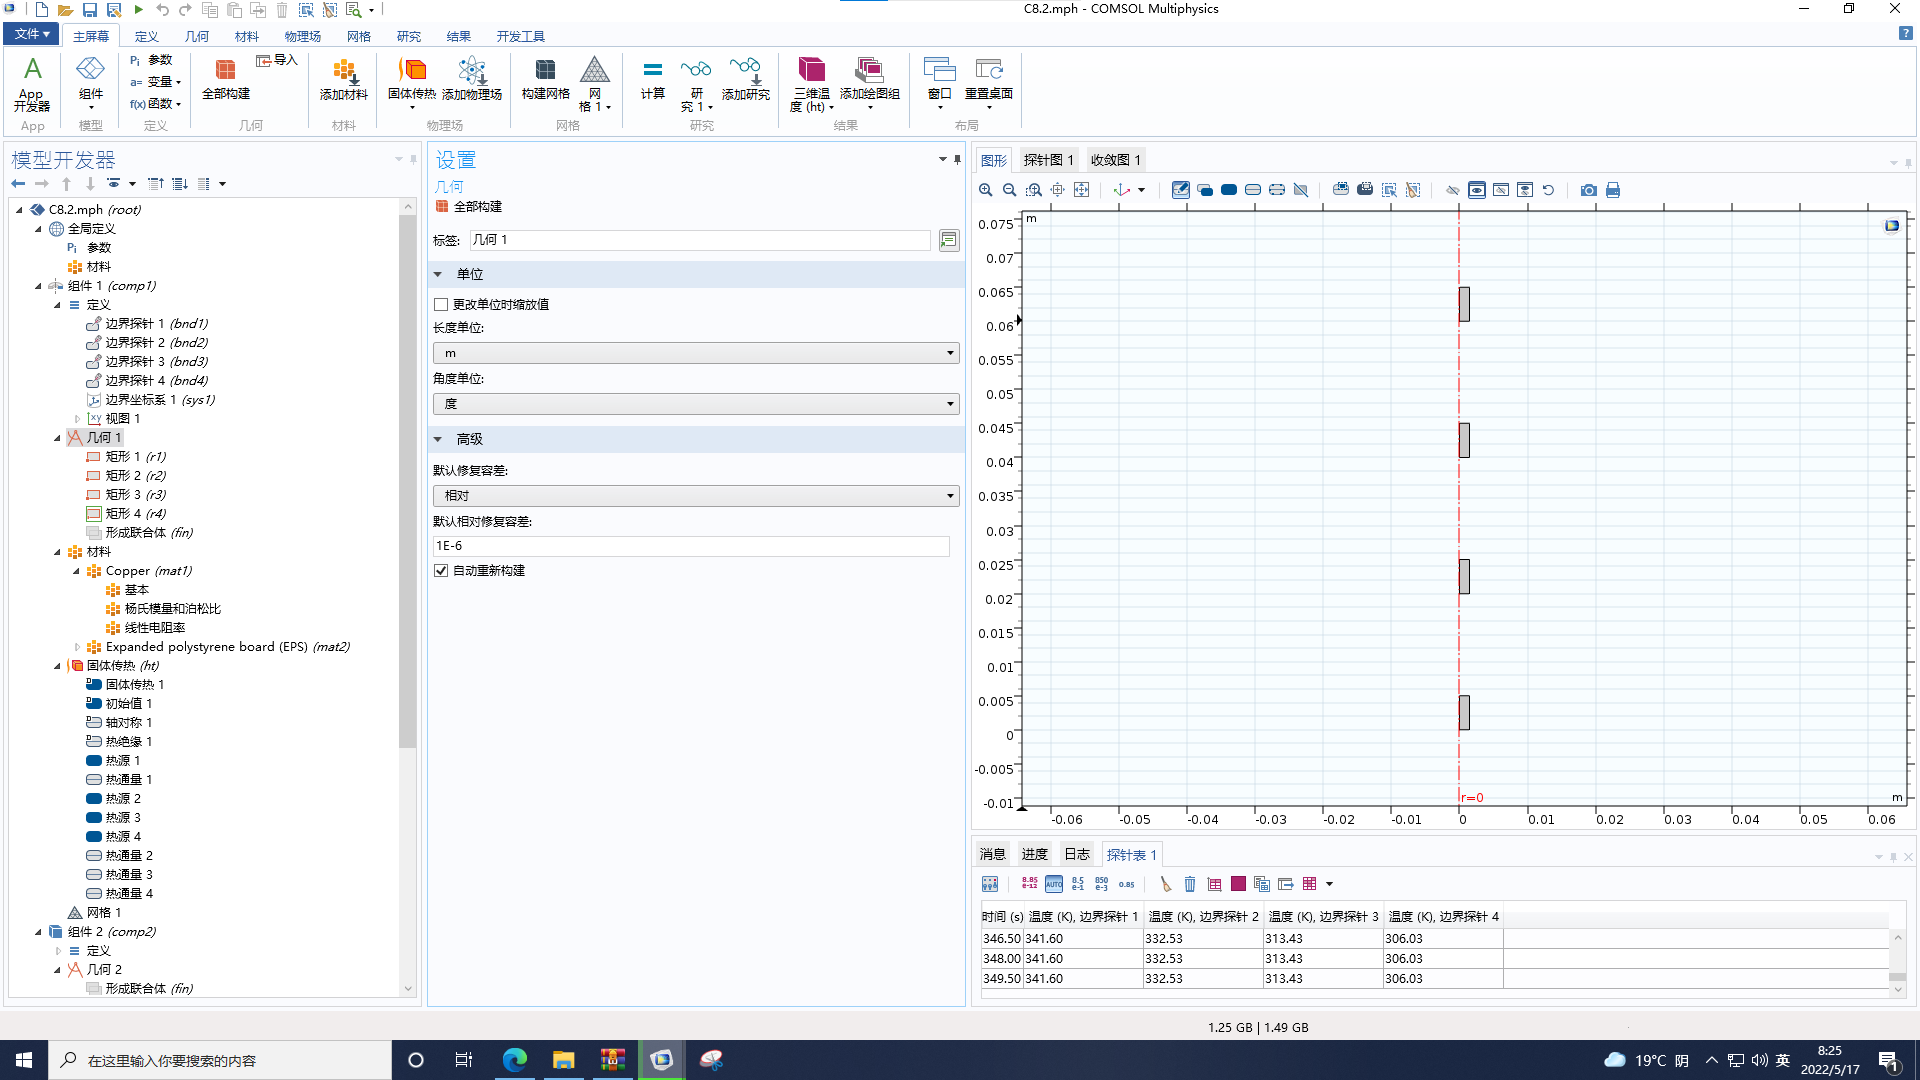 C8.2.mph - COMSOL Multiphysics
文件 主屏幕 定义 几何 材料 物理场 网格 研究 结果 开发工具
App 开发器
App
组件
模型
Pi 参数
a= 变量
f(x) 函数
定义
全部构建
导入
几何
添加材料
材料
固体传热
添加物理场
物理场
构建网格
网格 1
网格
计算
研究 1
添加研究
研究
三维温度 (ht)
添加绘图组
结果
窗口
重置桌面
布局
模型开发器
C8.2.mph (root)
全局定义
Pi 参数
材料
组件 1 (comp1)
定义
边界探针 1 (bnd1)
边界探针 2 (bnd2)
边界探针 3 (bnd3)
边界探针 4 (bnd4)
边界坐标系 1 (sys1)
视图 1
几何 1
矩形 1 (r1)
矩形 2 (r2)
矩形 3 (r3)
矩形 4 (r4)
形成联合体 (fin)
材料
Copper (mat1)
基本
杨氏模量和泊松比
线性电阻率
Expanded polystyrene board (EPS) (mat2)
固体传热 (ht)
固体传热 1
初始值 1
轴对称 1
热绝缘 1
热源 1
热通量 1
热源 2
热源 3
热源 4
热通量 2
热通量 3
热通量 4
网格 1
组件 2 (comp2)
定义
几何 2
形成联合体 (fin)
设置
几何
全部构建
标签: 几何 1
单位
更改单位时缩放值
长度单位:
m
角度单位:
度
高级
默认修复容差:
相对
默认相对修复容差:
1E-6
自动重新构建
图形 探针图 1 收敛图 1
m
0.075
0.07
0.065
0.06
0.055
0.05
0.045
0.04
0.035
0.03
0.025
0.02
0.015
0.01
0.005
0
-0.005
-0.01
r=0
m
-0.06 -0.05 -0.04 -0.03 -0.02 -0.01 0 0.01 0.02 0.03 0.04 0.05 0.06
消息 进度 日志 探针表 1
8.85 e-12 AUTO 8.5 e-1 850 e-3 0.85
时间 (s) 温度 (K), 边界探针 1 温度 (K), 边界探针 2 温度 (K), 边界探针 3 温度 (K), 边界探针 4
346.50 341.60 332.53 313.43 306.03
348.00 341.60 332.53 313.43 306.03
349.50 341.60 332.53 313.43 306.03
1.25 GB | 1.49 GB
在这里输入你要搜索的内容
19°C 阴
英
8:25
2022/5/17
1